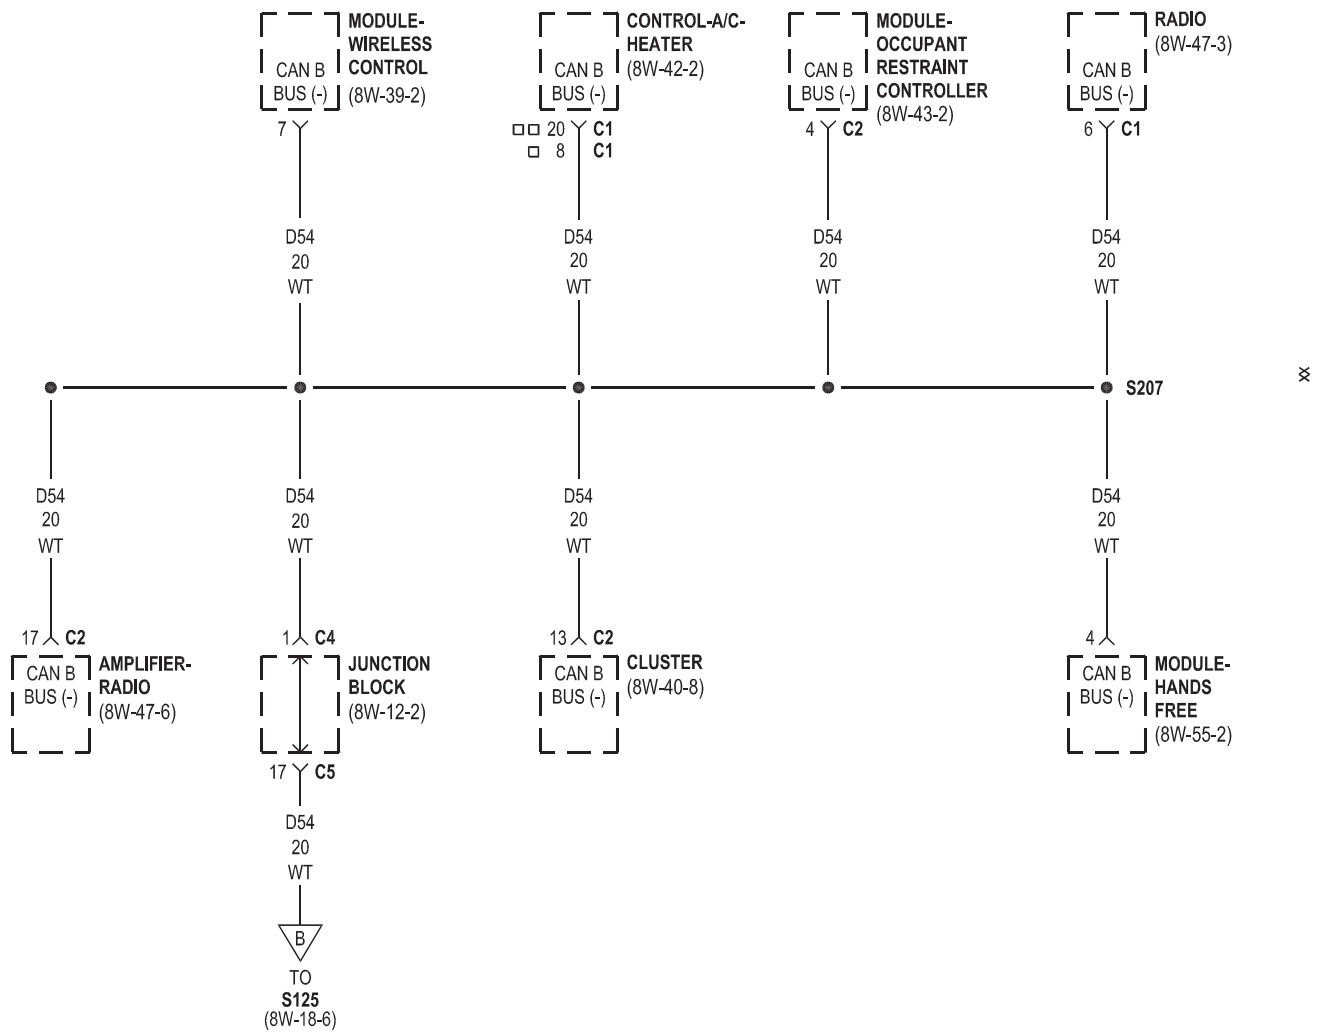 MODULE-
WIRELESS
CONTROL
(8W-39-2)
CAN B
BUS (-)
7
CONTROL-A/C-
HEATER
(8W-42-2)
CAN B
BUS (-)
20 C1
8 C1
MODULE-
OCCUPANT
RESTRAINT
CONTROLLER
(8W-43-2)
CAN B
BUS (-)
4 C2
RADIO
(8W-47-3)
CAN B
BUS (-)
6 C1
D54
20
WT
D54
20
WT
D54
20
WT
D54
20
WT
S207
XX
D54
20
WT
D54
20
WT
D54
20
WT
D54
20
WT
17 C2
CAN B
BUS (-)
AMPLIFIER-
RADIO
(8W-47-6)
1 C4
JUNCTION
BLOCK
(8W-12-2)
17 C5
13 C2
CAN B
BUS (-)
CLUSTER
(8W-40-8)
4
CAN B
BUS (-)
MODULE-
HANDS
FREE
(8W-55-2)
D54
20
WT
B
TO
S125
(8W-18-6)